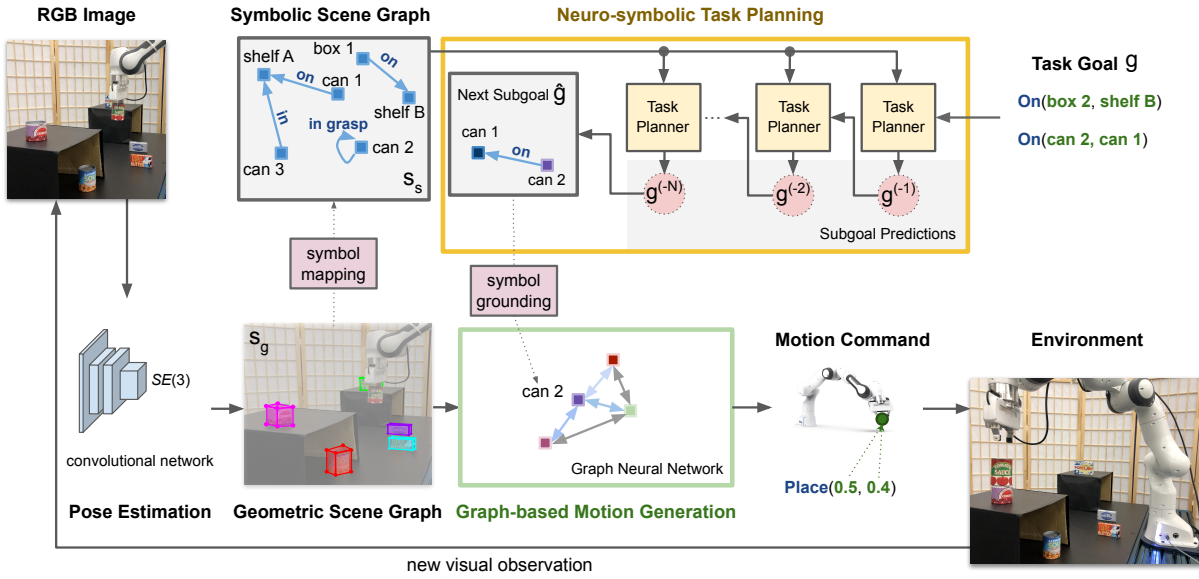 RGB Image
Symbolic Scene Graph
Neuro-symbolic Task Planning
shelf A
box 1
on
can 1
on
shelf B
in
in grasp
can 2
can 3
Ss
Next Subgoal ĝ
can 1
on
can 2
Task
Planner
...
Task
Planner
Task
Planner
g(-N)
g(-2)
g(-1)
Subgoal Predictions
Task Goal g
On(box 2, shelf B)
On(can 2, can 1)
symbol
mapping
symbol
grounding
SE(3)
convolutional network
Pose Estimation
Sg
Geometric Scene Graph
can 2
Graph Neural Network
Graph-based Motion Generation
Motion Command
Place(0.5, 0.4)
Environment
TOMATO
SAUCE
new visual observation